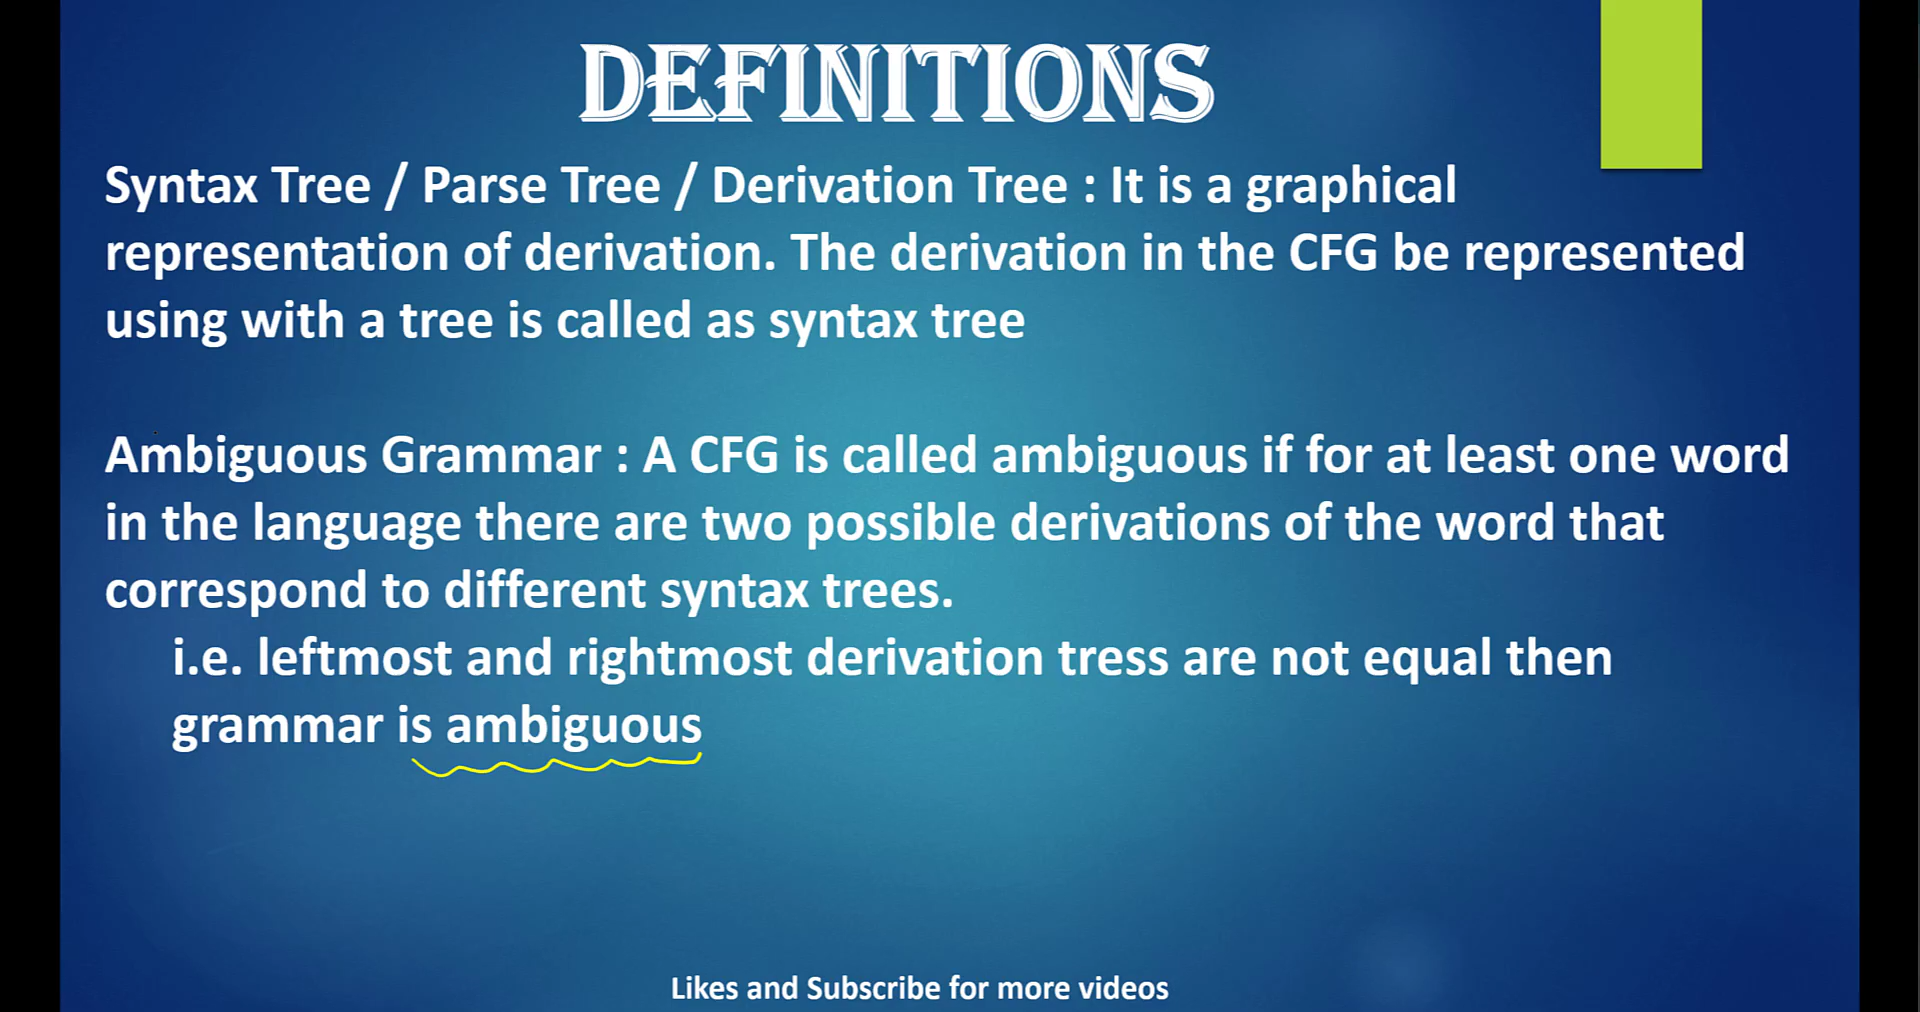 DEFINITIONS
Syntax Tree / Parse Tree / Derivation Tree : It is a graphical
representation of derivation. The derivation in the CFG be represented
using with a tree is called as syntax tree
Ambiguous Grammar : A CFG is called ambiguous if for at least one word
in the language there are two possible derivations of the word that
correspond to different syntax trees.
i.e. leftmost and rightmost derivation tress are not equal then
grammar is ambiguous
Likes and Subscribe for more videos